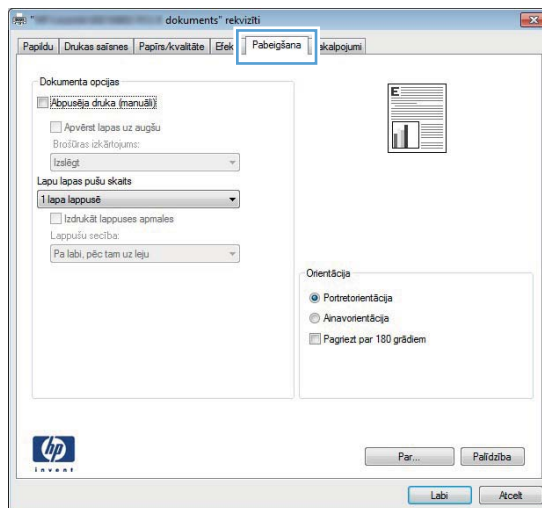 dokuments" rekvizīti
Papildu Drukas saīsnes Papīrs/kvalitāte Pabeigšana
Dokumenta opcijas
Abpusēja druka (manuāli)
Apvērst lapas uz augšu
Brošūras izkārtojums:
Izslēgt
Lapu lapas pušu skaits
1 lapa lappusē
Izdrukāt lappuses apmales
Lappušu secība:
Pa labi, pēc tam uz leju
E
Orientācija
Portretorientācija
Ainavorientācija
Pagriezt par 180 grādiem
hp
invent
Par... Palīdzība
Labi Atcelt